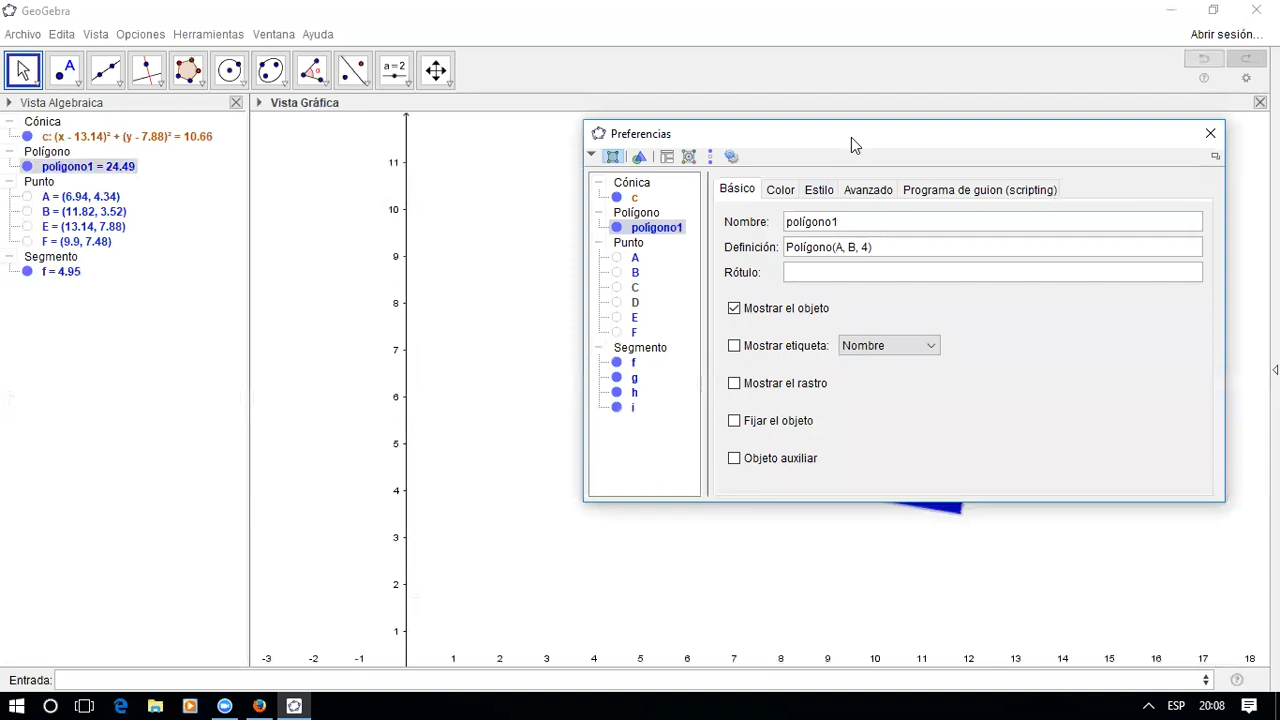 GeoGebra
Archivo Edita Vista Opciones Herramientas Ventana Ayuda
Abrir sesión...
A
a=2
Vista Algebraica
Vista Gráfica
Cónica
c: (x - 13.14)² + (y - 7.88)² = 10.66
Polígono
polígono1 = 24.49
Punto
A = (6.94, 4.34)
B = (11.82, 3.52)
E = (13.14, 7.88)
F = (9.9, 7.48)
Segmento
f = 4.95
11
10
9
8
7
6
5
4
3
2
1
-3 -2 -1 1 2 3 4 5 6 7 8 9 10 11 12 13 14 15 16 17 18
Preferencias
Cónica
c
Polígono
polígono1
Punto
A
B
C
D
E
F
Segmento
f
g
h
i
Básico Color Estilo Avanzado Programa de guion (scripting)
Nombre: polígono1
Definición: Polígono(A, B, 4)
Rótulo:
Mostrar el objeto
Mostrar etiqueta: Nombre
Mostrar el rastro
Fijar el objeto
Objeto auxiliar
Entrada:
ESP 20:08